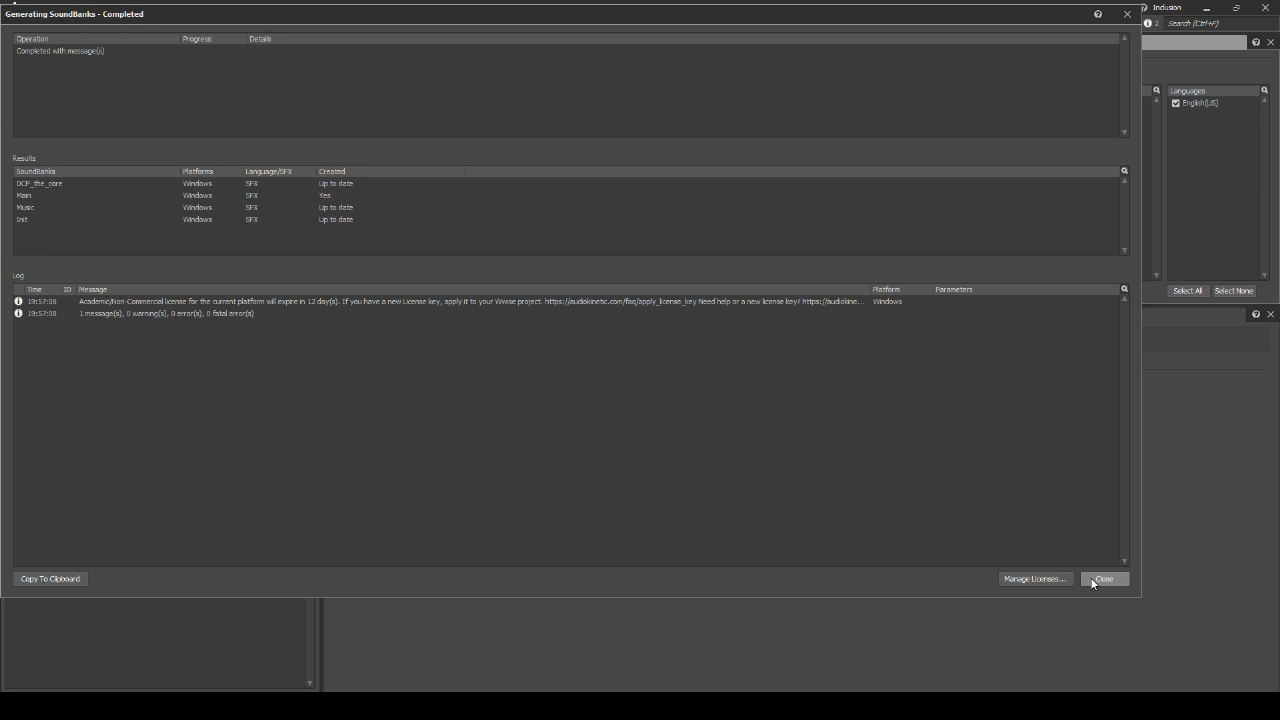 Generating SoundBanks - Completed
Indusion
2 Search (Ctrl+F)
Operation Progress Details
Completed with message(s)
Languages
English(US)
Results
SoundBanks Platforms Language/SFX Created
DCP_the_core Windows SFX Up to date
Main Windows SFX Yes
Music Windows SFX Up to date
Init Windows SFX Up to date
Log
Time ID Message Platform Parameters
Select All Select None
19:57:08 Academic/Non-Commercial license for the current platform will expire in 12 day(s). If you have a new License key, apply it to your Wwise project. https://audiokinetic.com/faq/apply_license_key Need help or a new license key? https://audiokine... Windows
19:57:08 1 message(s), 0 warning(s), 0 error(s), 0 fatal error(s)
Copy To Clipboard Manage Licenses... Close